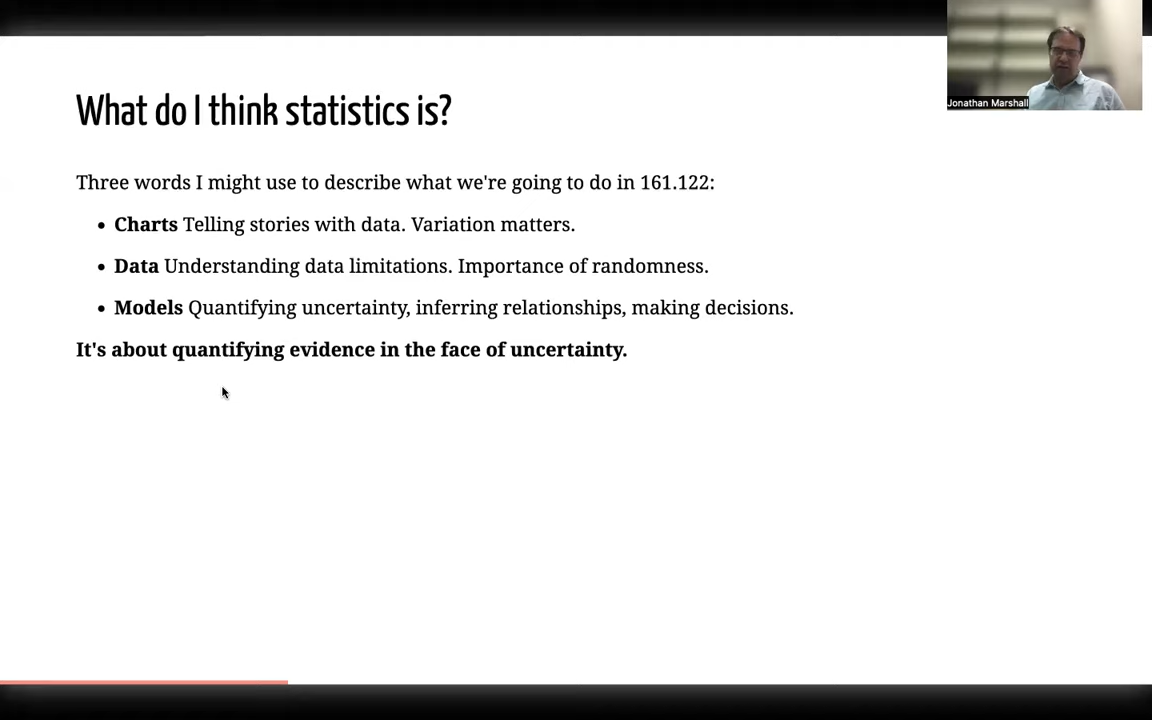 What do I think statistics is?
Jonathan Marshall
Three words I might use to describe what we're going to do in 161.122:
• Charts Telling stories with data. Variation matters.
• Data Understanding data limitations. Importance of randomness.
• Models Quantifying uncertainty, inferring relationships, making decisions.
It's about quantifying evidence in the face of uncertainty.